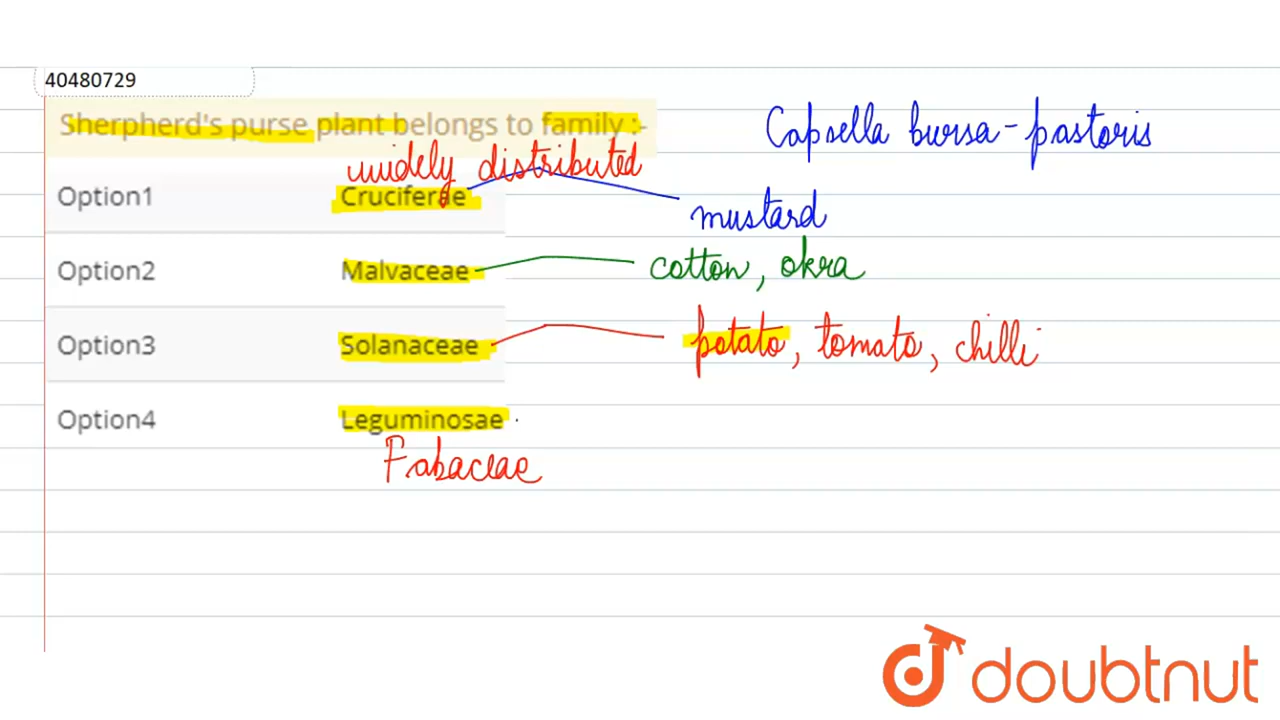 40480729
Sherpherd's purse plant belongs to family :-
Capsella bursa-pastoris
widely distributed
Option1 Cruciferae
mustard
Option2 Malvaceae
cotton, okra
Option3 Solanaceae
potato, tomato, chilli
Option4 Leguminosae
Fabaceae
doubtnut